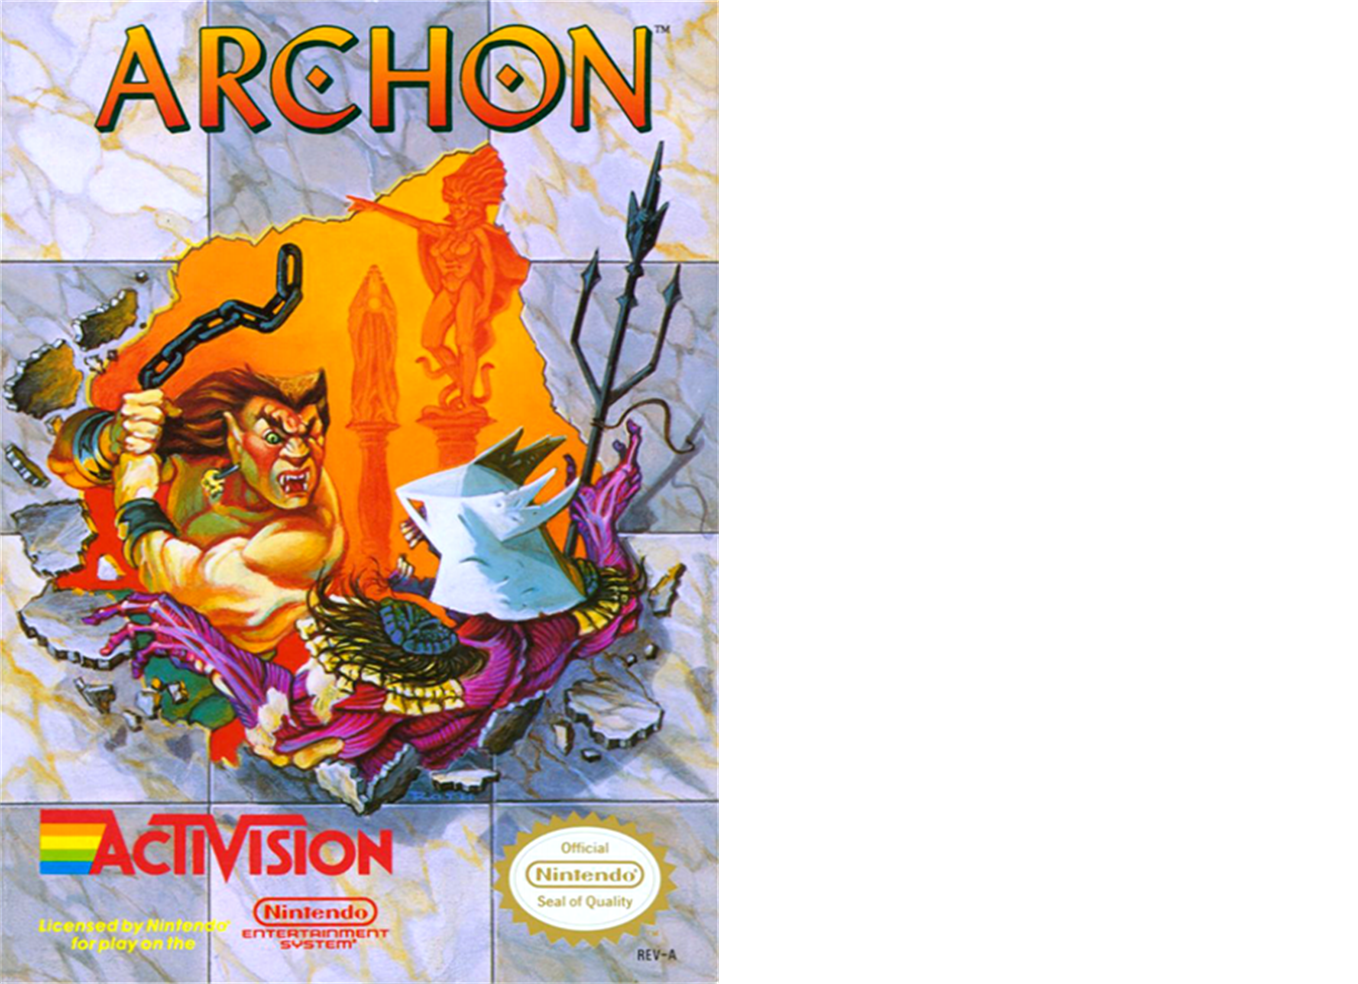 ARCHON™
ACTIVISION
Licensed by Nintendo®
for play on the
Nintendo®
ENTERTAINMENT
SYSTEM®
Official
Nintendo®
Seal of Quality
REV-A